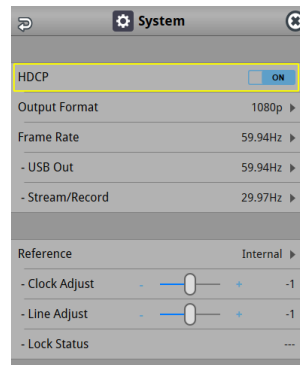 System
HDCP ON
Output Format 1080p
Frame Rate 59.94Hz
- USB Out 59.94Hz
- Stream/Record 29.97Hz
Reference Internal
- Clock Adjust - + -1
- Line Adjust - + -1
- Lock Status ---